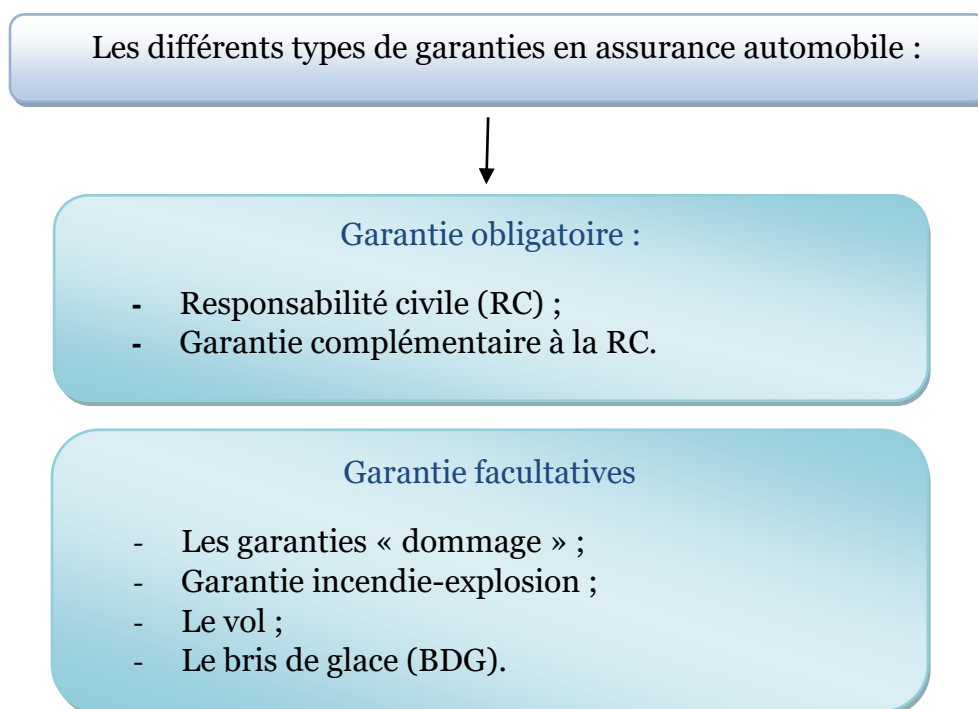 Les différents types de garanties en assurance automobile :
Garantie obligatoire :
- Responsabilité civile (RC) ;
- Garantie complémentaire à la RC.
Garantie facultatives
- Les garanties « dommage » ;
- Garantie incendie-explosion ;
- Le vol ;
- Le bris de glace (BDG).